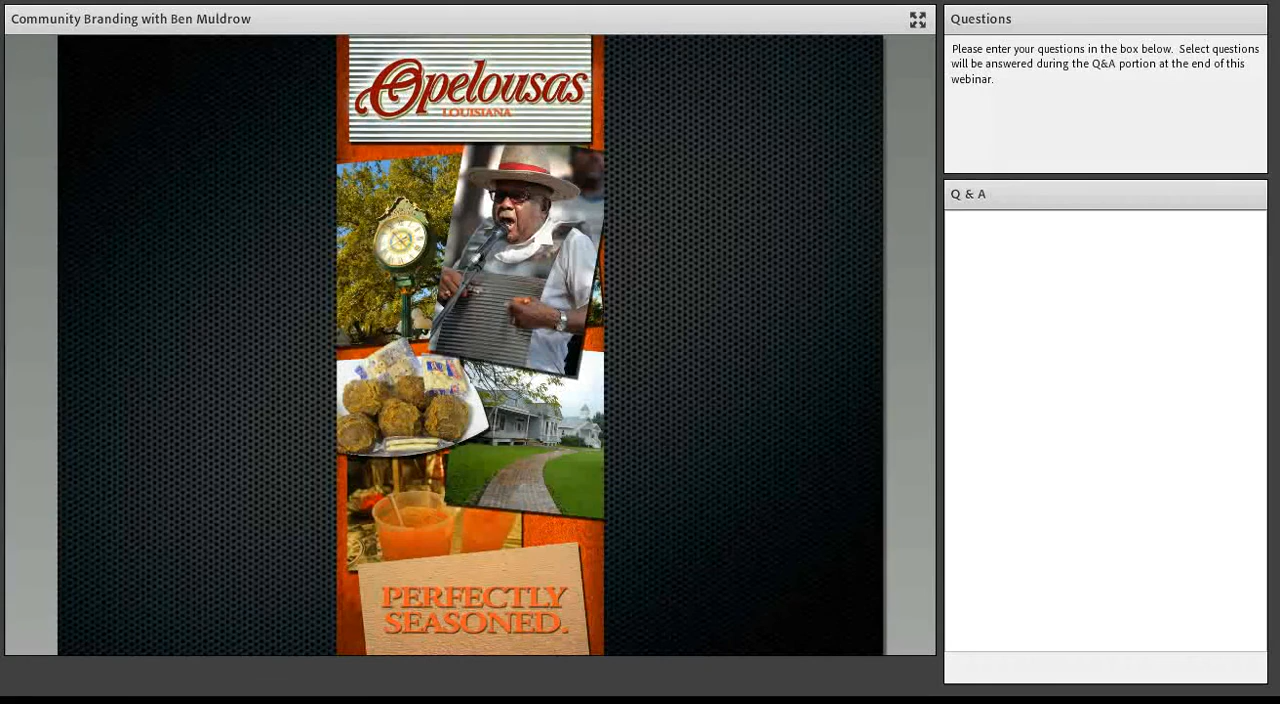 Community Branding with Ben Muldrow
Opelousas
LOUISIANA
PERFECTLY
SEASONED.
Questions
Please enter your questions in the box below. Select questions
will be answered during the Q&A portion at the end of this
webinar.
Q & A